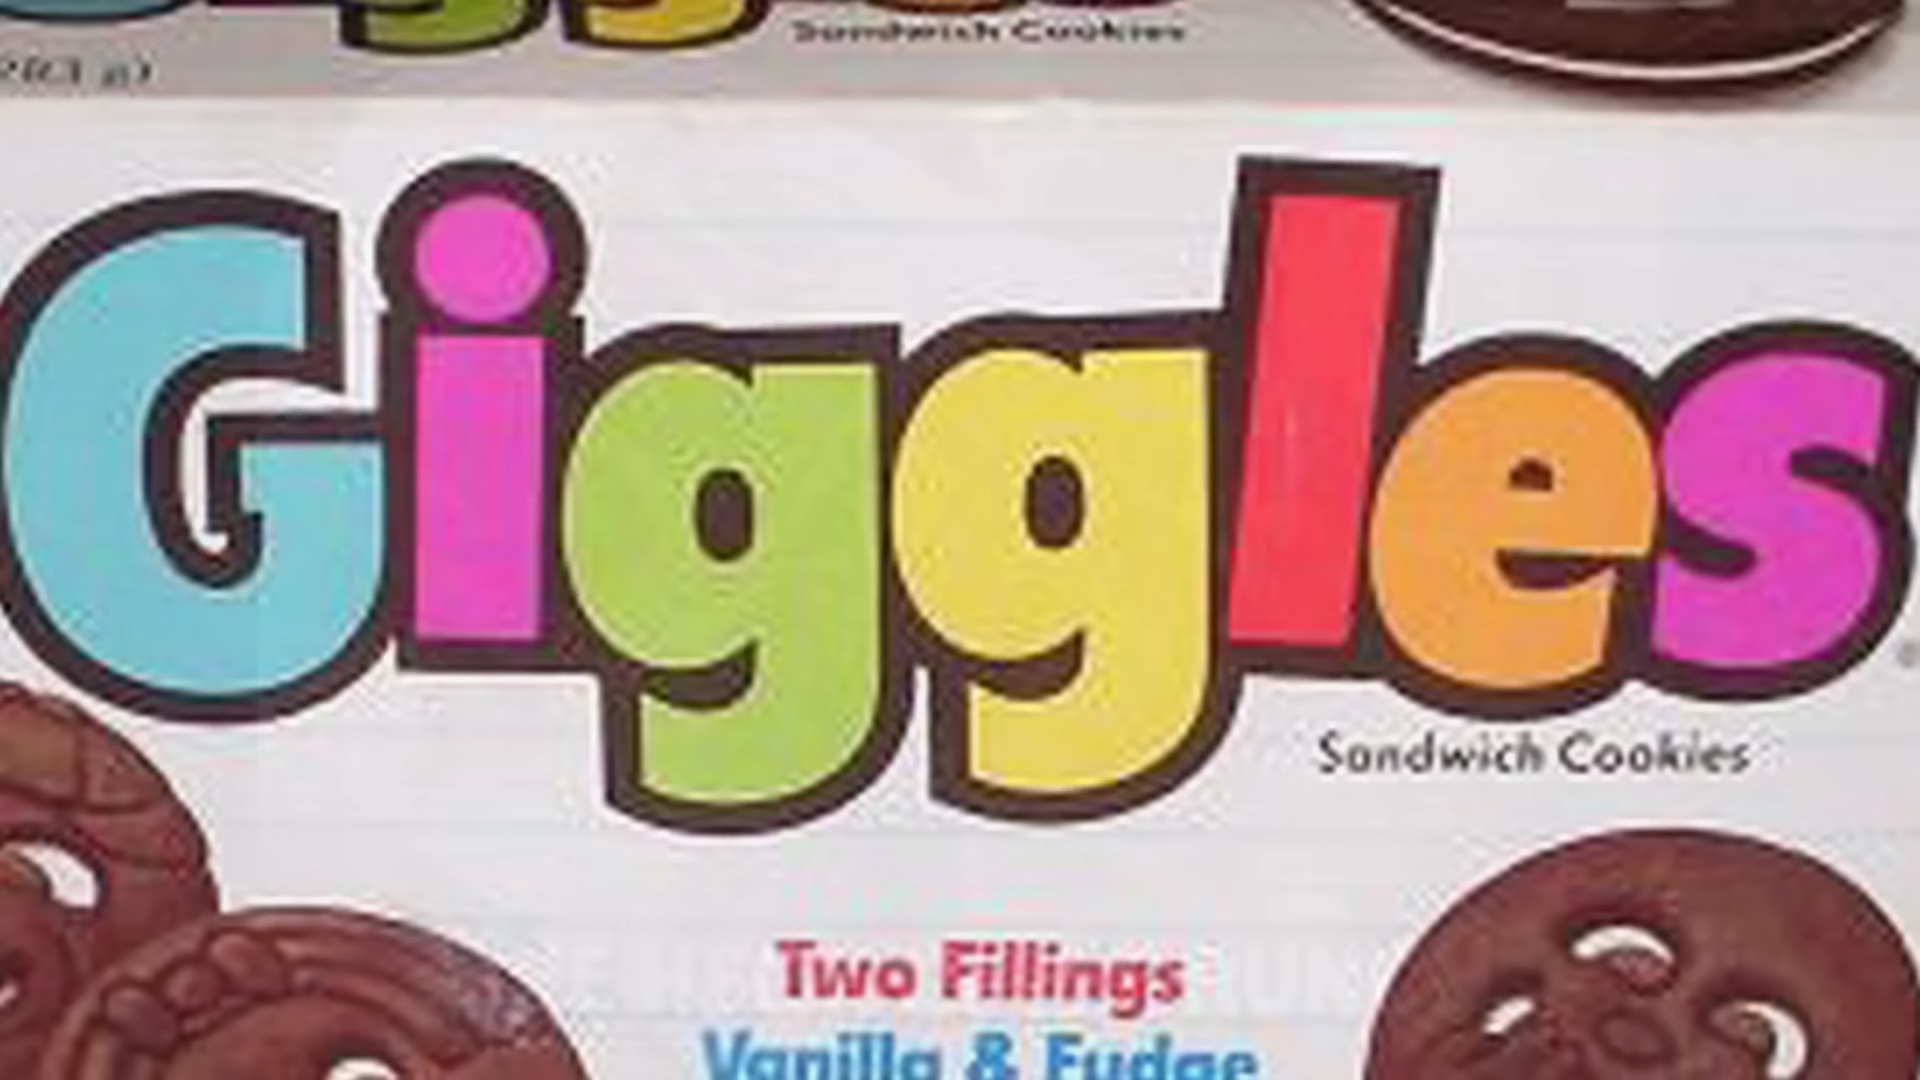 Sandwich Cookies
Giggles
Sandwich Cookies
Two Fillings
Vanilla & Fudge